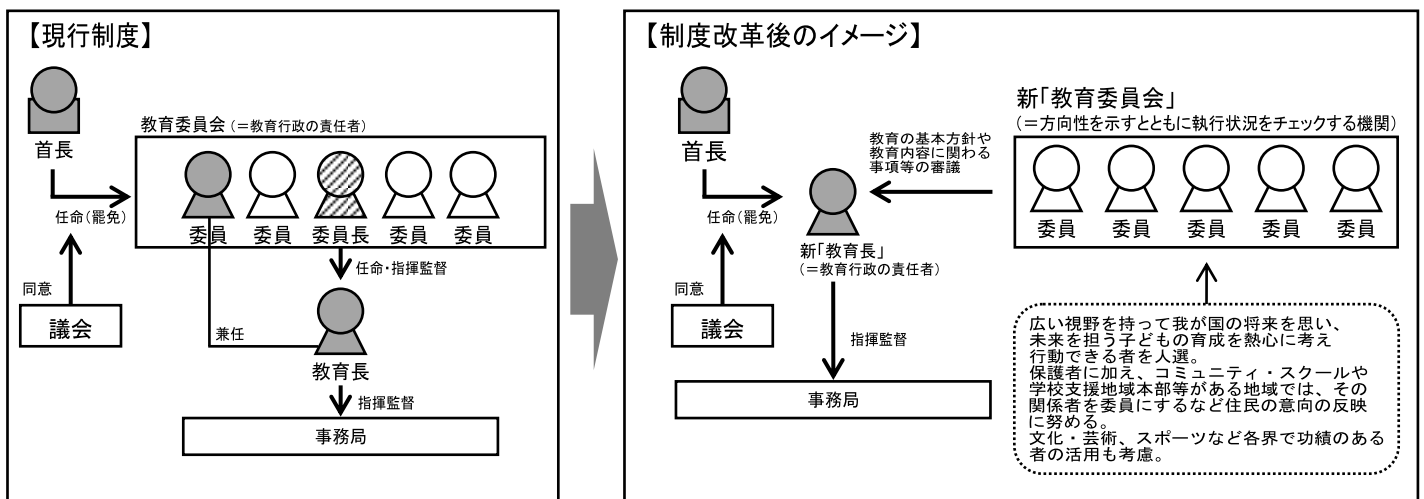 【現行制度】
首長
教育委員会(=教育行政の責任者)
委員 委員 委員長 委員 委員
任命(罷免)
同意
議会
任命・指揮監督
兼任
教育長
指揮監督
事務局
【制度改革後のイメージ】
首長
任命(罷免)
同意
議会
新「教育長」
(=教育行政の責任者)
教育の基本方針や
教育内容に関わる
事項等の審議
指揮監督
事務局
新「教育委員会」
(=方向性を示すとともに執行状況をチェックする機関)
委員 委員 委員 委員 委員
広い視野を持って我が国の将来を思い、
未来を担う子どもの育成を熱心に考え
行動できる者を人選。
保護者に加え、コミュニティ・スクールや
学校支援地域本部等がある地域では、その
関係者を委員にするなど住民の意向の反映
に努める。
文化・芸術、スポーツなど各界で功績のある
者の活用も考慮。